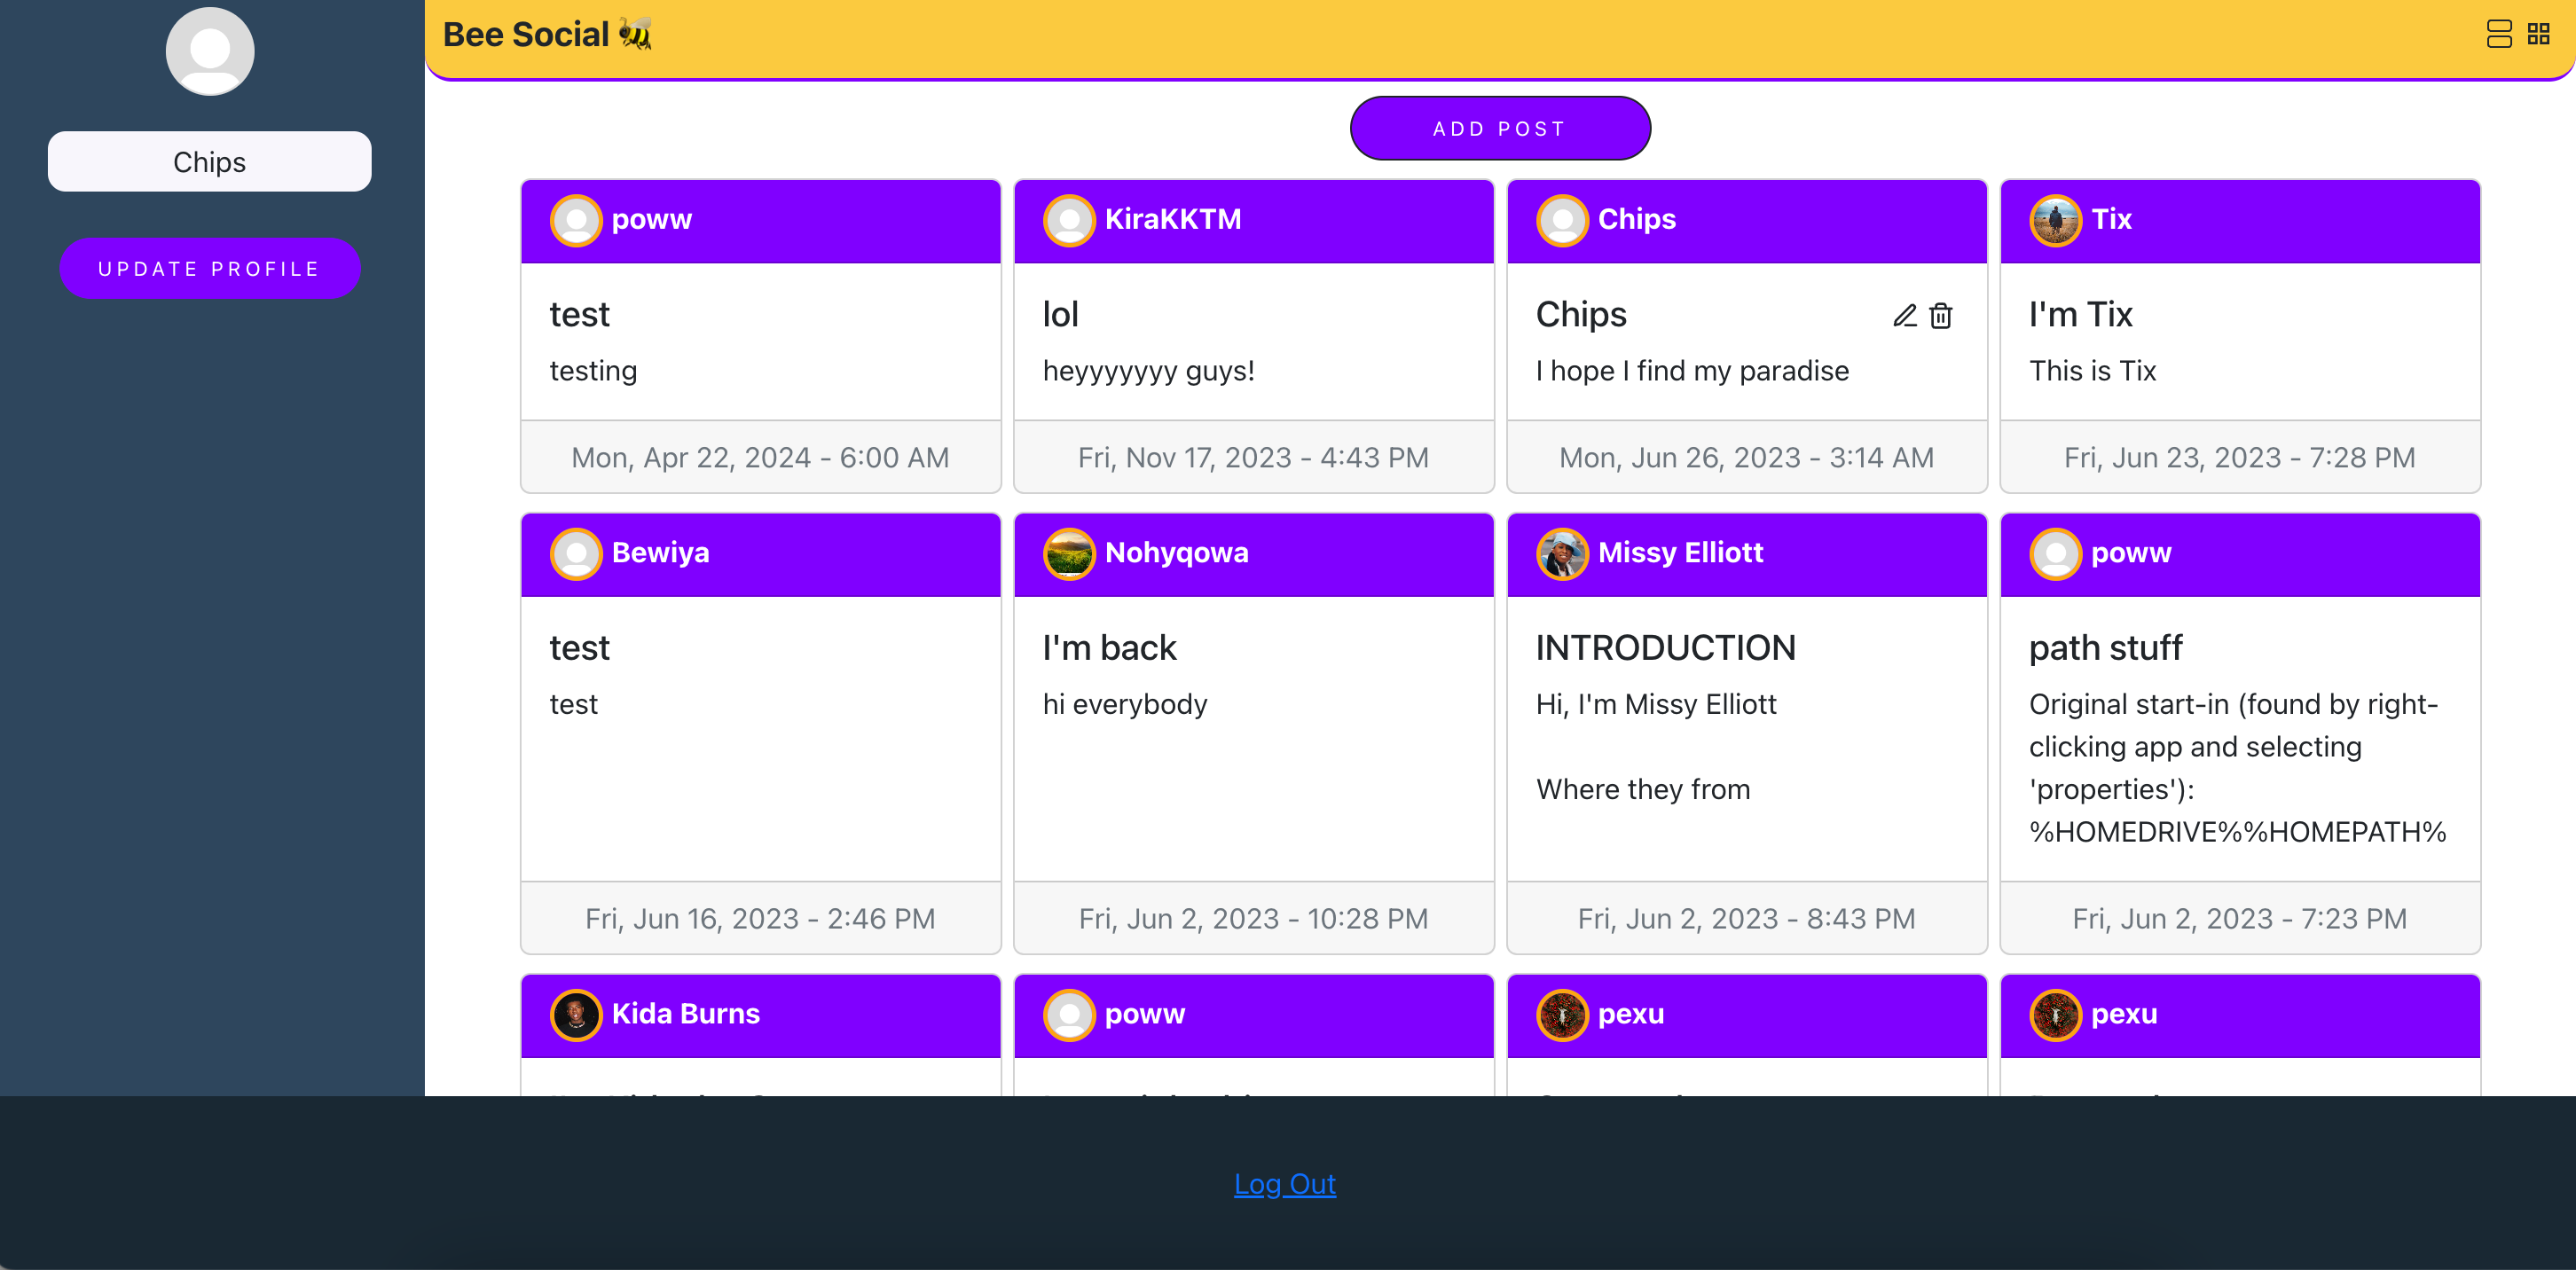 Bee Social
Chips
UPDATE PROFILE
ADD POST
poww
test
testing
Mon, Apr 22, 2024 - 6:00 AM
KiraKKTM
lol
heyyyyyyy guys!
Fri, Nov 17, 2023 - 4:43 PM
Chips
Chips
I hope I find my paradise
Mon, Jun 26, 2023 - 3:14 AM
Tix
I'm Tix
This is Tix
Fri, Jun 23, 2023 - 7:28 PM
Bewiya
test
test
Fri, Jun 16, 2023 - 2:46 PM
Nohyqowa
I'm back
hi everybody
Fri, Jun 2, 2023 - 10:28 PM
Missy Elliott
INTRODUCTION
Hi, I'm Missy Elliott
Where they from
Fri, Jun 2, 2023 - 8:43 PM
poww
path stuff
Original start-in (found by right-
clicking app and selecting
'properties'):
%HOMEDRIVE%%HOMEPATH%
Fri, Jun 2, 2023 - 7:23 PM
Kida Burns
poww
pexu
pexu
Log Out